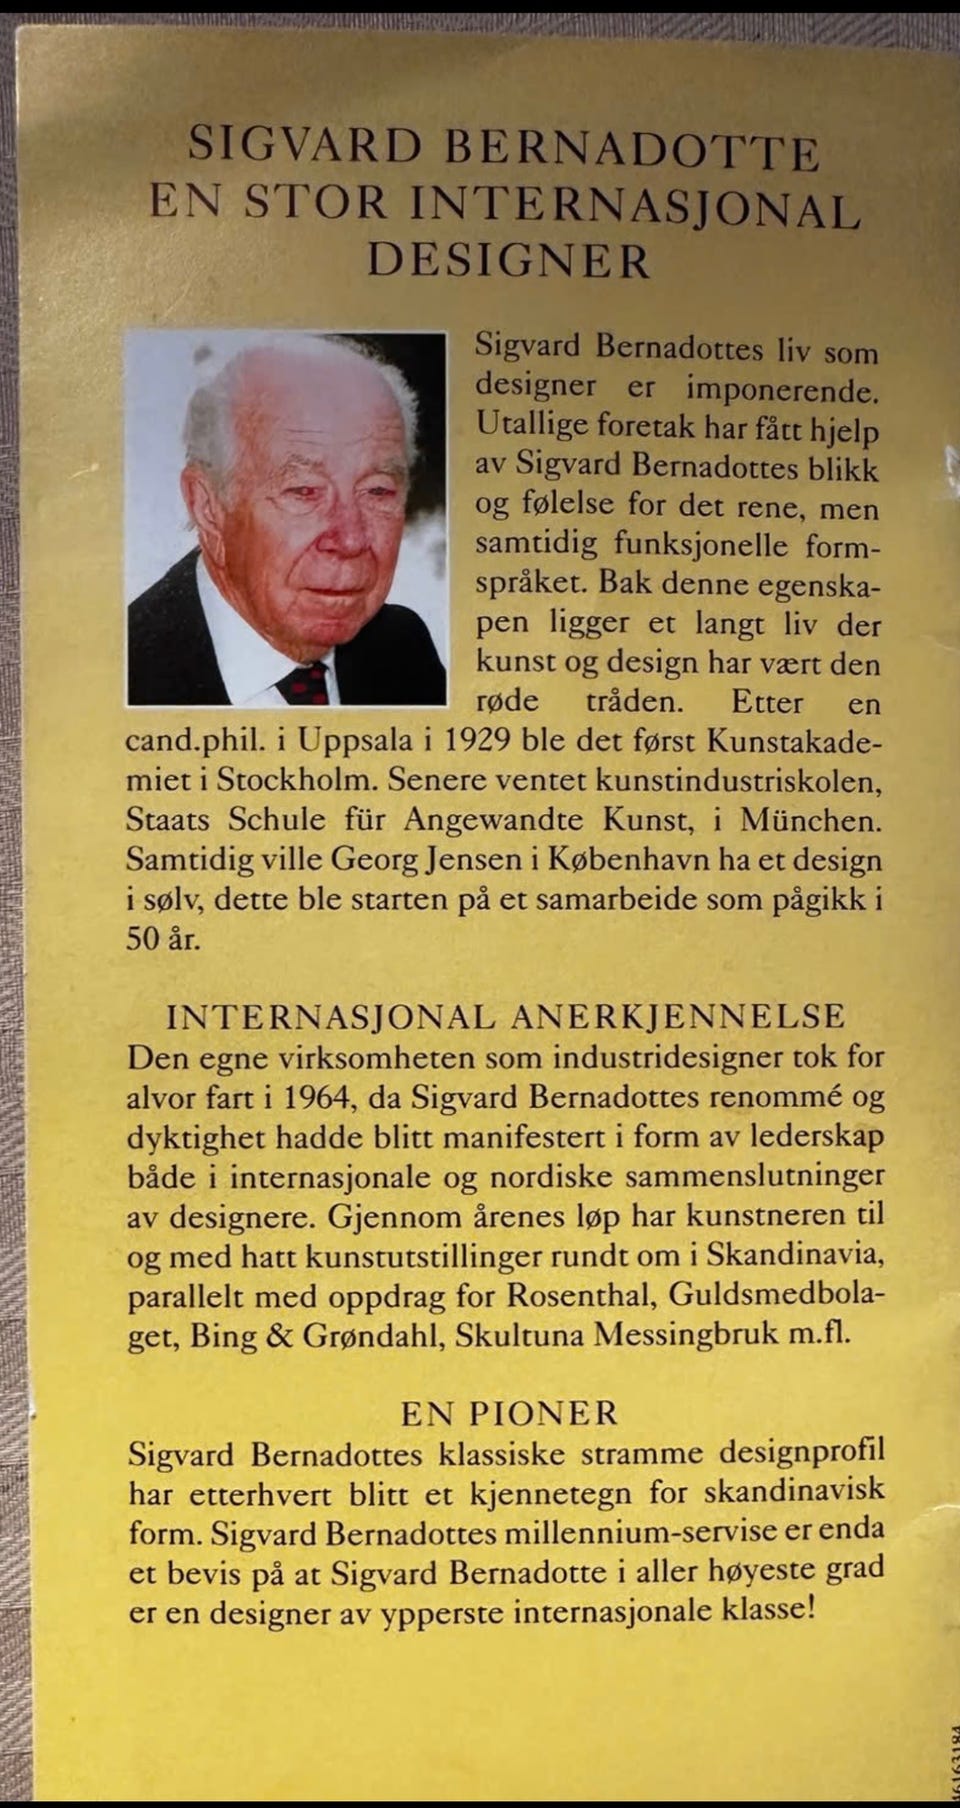 SIGVARD BERNADOTTE
EN STOR INTERNASJONAL
DESIGNER
Sigvard Bernadottes liv som
designer er imponerende.
Utallige foretak har fått hjelp
av Sigvard Bernadottes blikk
og følelse for det rene, men
samtidig funksjonelle form-
språket. Bak denne egenska-
pen ligger et langt liv der
kunst og design har vært den
røde tråden. Etter en
cand.phil. i Uppsala i 1929 ble det først Kunstakade-
miet i Stockholm. Senere ventet kunstindustriskolen,
Staats Schule für Angewandte Kunst, i München.
Samtidig ville Georg Jensen i København ha et design
i sølv, dette ble starten på et samarbeide som pågikk i
50 år.
INTERNASJONAL ANERKJENNELSE
Den egne virksomheten som industridesigner tok for
alvor fart i 1964, da Sigvard Bernadottes renommé og
dyktighet hadde blitt manifestert i form av lederskap
både i internasjonale og nordiske sammenslutninger
av designere. Gjennom årenes løp har kunstneren til
og med hatt kunstutstillinger rundt om i Skandinavia,
parallelt med oppdrag for Rosenthal, Guldsmedbola-
get, Bing & Grøndahl, Skultuna Messingbruk m.fl.
EN PIONER
Sigvard Bernadottes klassiske stramme designprofil
har etterhvert blitt et kjennetegn for skandinavisk
form. Sigvard Bernadottes millennium-servise er enda
et bevis på at Sigvard Bernadotte i aller høyeste grad
er en designer av ypperste internasjonale klasse!